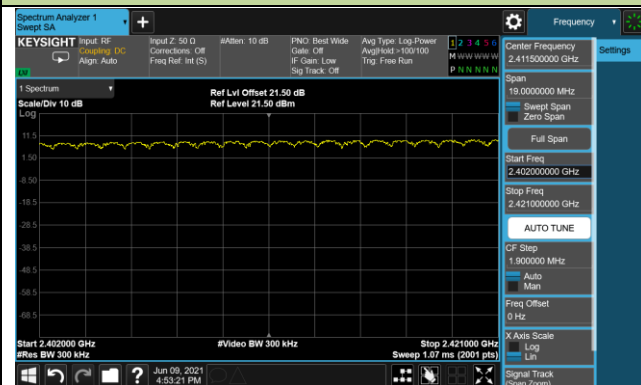 Spectrum Analyzer 1
Swept SA
Frequency
KEYSIGHT
Input: RF
Coupling: DC
Align: Auto
Input Z: 50 Ω
Corrections: Off
Freq Ref: Int (S)
#Atten: 10 dB
PNO: Best Wide
Gate: Off
IF Gain: Low
Sig Track: Off
Avg Type: Log-Power
Avg|Hold:>100/100
Trig: Free Run
1 2 3 4 5 6
M W W W W W
P N N N N N
LVI
1 Spectrum
Scale/Div 10 dB
Log
Ref Lvl Offset 21.50 dB
Ref Level 21.50 dBm
11.5
1.50
-8.50
-18.5
-28.5
-38.5
-48.5
-58.5
-68.5
Start 2.402000 GHz
#Res BW 300 kHz
#Video BW 300 kHz
Stop 2.421000 GHz
Sweep 1.07 ms (2001 pts)
Center Frequency
2.411500000 GHz
Settings
Span
19.0000000 MHz
Swept Span
Zero Span
Full Span
Start Freq
2.402000000 GHz
Stop Freq
2.421000000 GHz
AUTO TUNE
CF Step
1.900000 MHz
Auto
Man
Freq Offset
0 Hz
X Axis Scale
Log
Lin
Signal Track
(Span Zoom)
?
Jun 09, 2021
4:53:21 PM